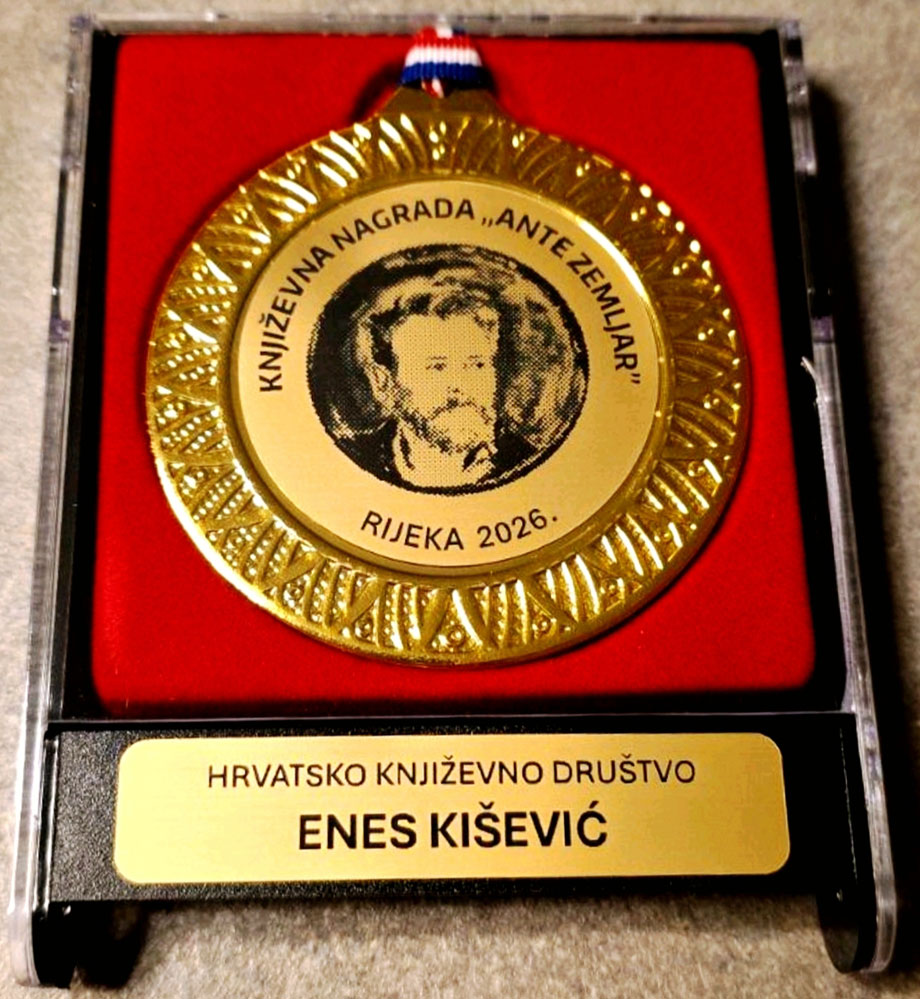 KNJIŽEVNA NAGRADA „ANTE ZEMLJAR”
RIJEKA 2026.
HRVATSKO KNJIŽEVNO DRUŠTVO
ENES KIŠEVIĆ